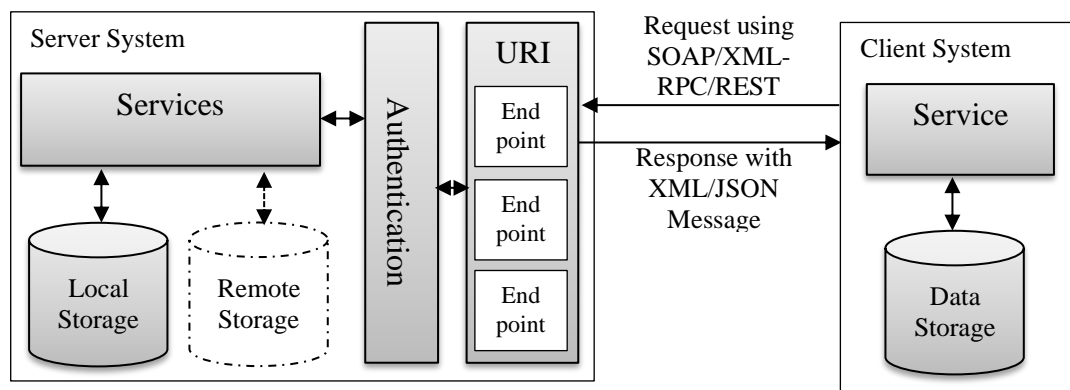 Server System
Services
Local
Storage
Remote
Storage
Authentication
URI
End
point
End
point
End
point
Request using
SOAP/XML-
RPC/REST
Response with
XML/JSON
Message
Client System
Service
Data
Storage